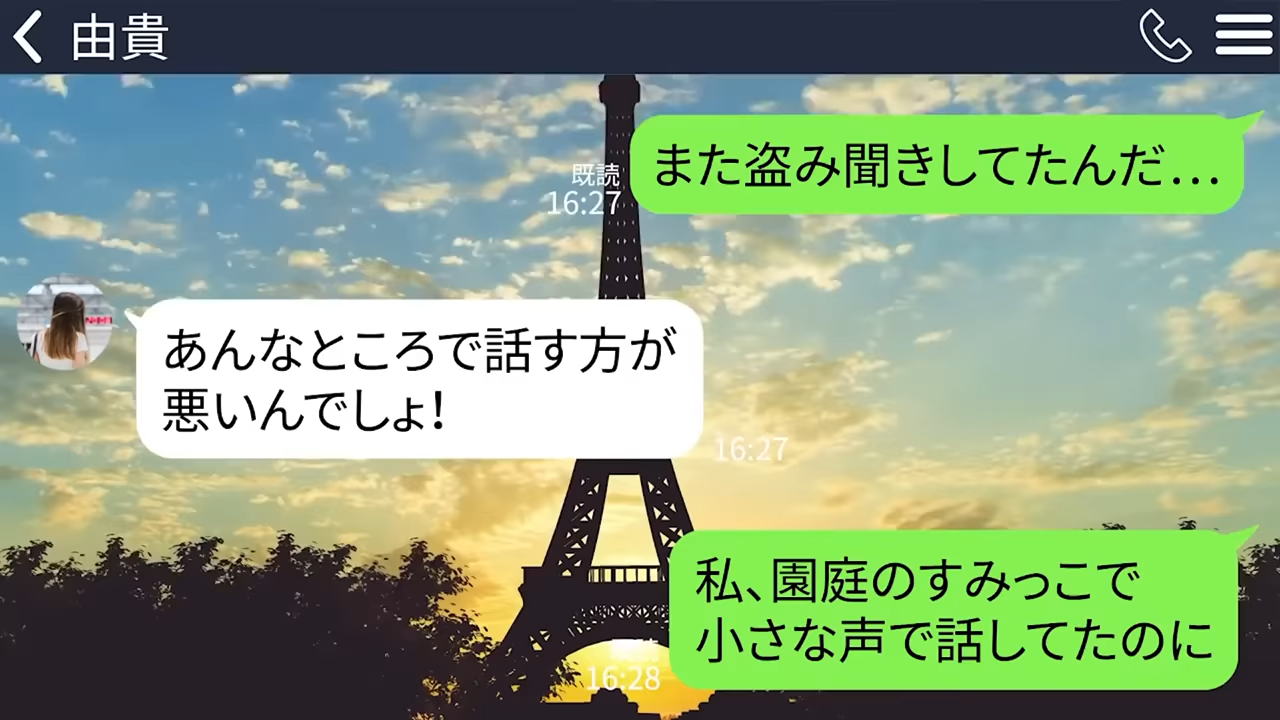 由貴
また盗み聞きしてたんだ…
既読
16:27
あんなところで話す方が
悪いんでしょ!
16:27
私、園庭のすみっこで
小さな声で話してたのに
16:28